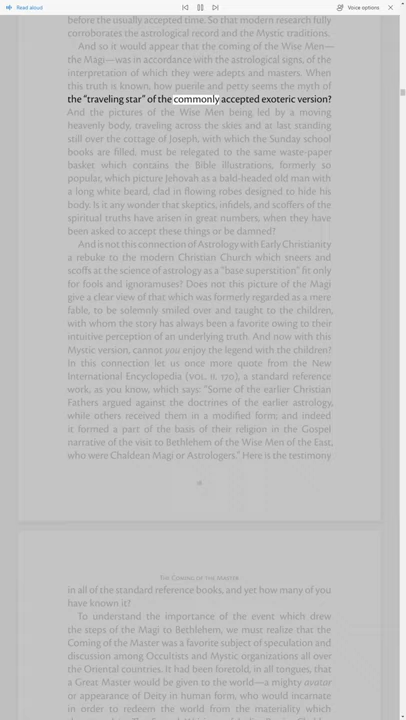 Read aloud
Voice options
before the usually accepted time. So that modern research fully
corroborates the astrological record and the Mystic traditions.
And so it would appear that the coming of the Wise Men—
the Magi—was in accordance with the astrological signs, of the
interpretation of which they were adepts and masters. When
this truth is known, how puerile and petty seems the myth of
the “traveling star” of the commonly accepted exoteric version?
And the pictures of the Wise Men being led by a moving
heavenly body, traveling across the skies and at last standing
still over the cottage of Joseph, with which the Sunday school
books are filled, must be relegated to the same waste-paper
basket which contains the Bible illustrations, formerly so
popular, which picture Jehovah as a bald-headed old man with
a long white beard, clad in flowing robes designed to hide his
body. Is it any wonder that skeptics, infidels, and scoffers of the
spiritual truths have arisen in great numbers, when they have
been asked to accept these things or be damned?
And is not this connection of Astrology with Early Christianity
a rebuke to the modern Christian Church which sneers and
scoffs at the science of astrology as a “base superstition” fit only
for fools and ignoramuses? Does not this picture of the Magi
give a clear view of that which was formerly regarded as a mere
fable, to be solemnly smiled over and taught to the children,
with whom the story has always been a favorite owing to their
intuitive perception of an underlying truth. And now with this
Mystic version, cannot you enjoy the legend with the children?
In this connection let us once more quote from the New
International Encyclopedia (vol. ii. 170), a standard reference
work, as you know, which says: “Some of the earlier Christian
Fathers argued against the doctrines of the earlier astrology,
while others received them in a modified form; and indeed
it formed a part of the basis of their religion in the Gospel
narrative of the visit to Bethlehem of the Wise Men of the East,
who were Chaldean Magi or Astrologers.” Here is the testimony
The Coming of the Master
in all of the standard reference books, and yet how many of you
have known it?
To understand the importance of the event which drew
the steps of the Magi to Bethlehem, we must realize that the
Coming of the Master was a favorite subject of speculation and
discussion among Occultists and Mystic organizations all over
the Oriental countries. It had been foretold, in all tongues, that
a Great Master would be given to the world—a mighty avatar
or appearance of Deity in human form, who would incarnate
in order to redeem the world from the materiality which